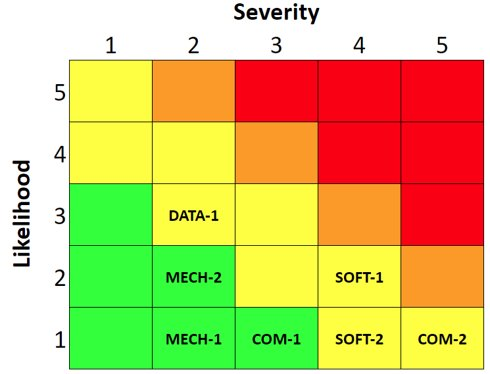 Severity
1 2 3 4 5
Likelihood
5
4
3 DATA-1
2 MECH-2 SOFT-1
1 MECH-1 COM-1 SOFT-2 COM-2